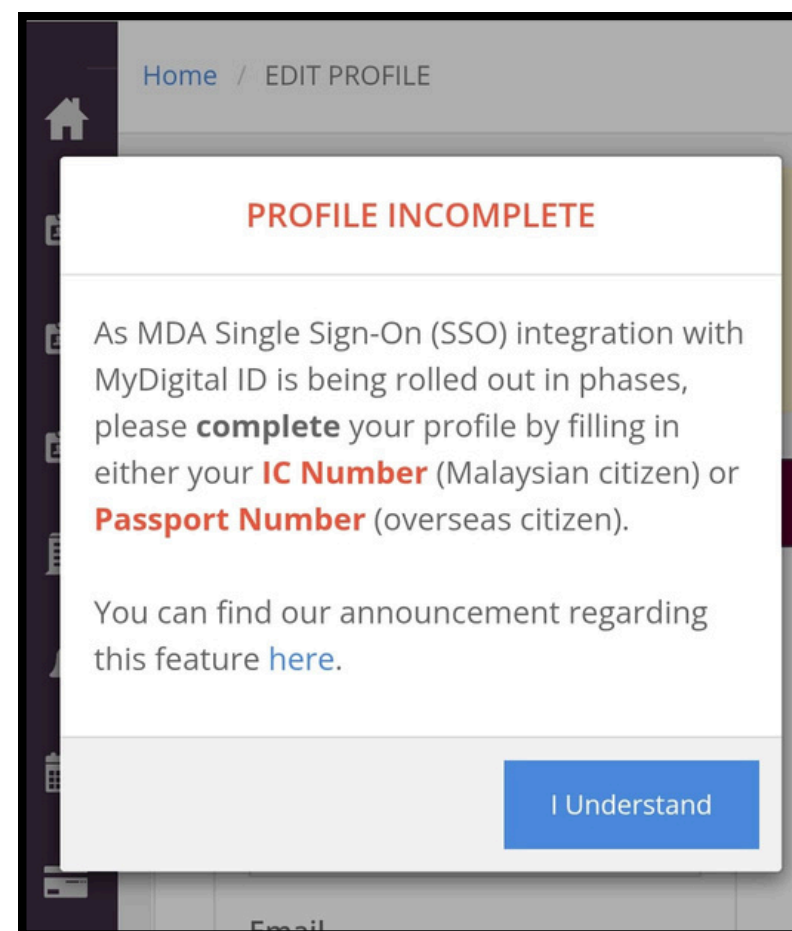 Home / EDIT PROFILE
PROFILE INCOMPLETE
As MDA Single Sign-On (SSO) integration with
MyDigital ID is being rolled out in phases,
please complete your profile by filling in
either your IC Number (Malaysian citizen) or
Passport Number (overseas citizen).
You can find our announcement regarding
this feature here.
I Understand
Email